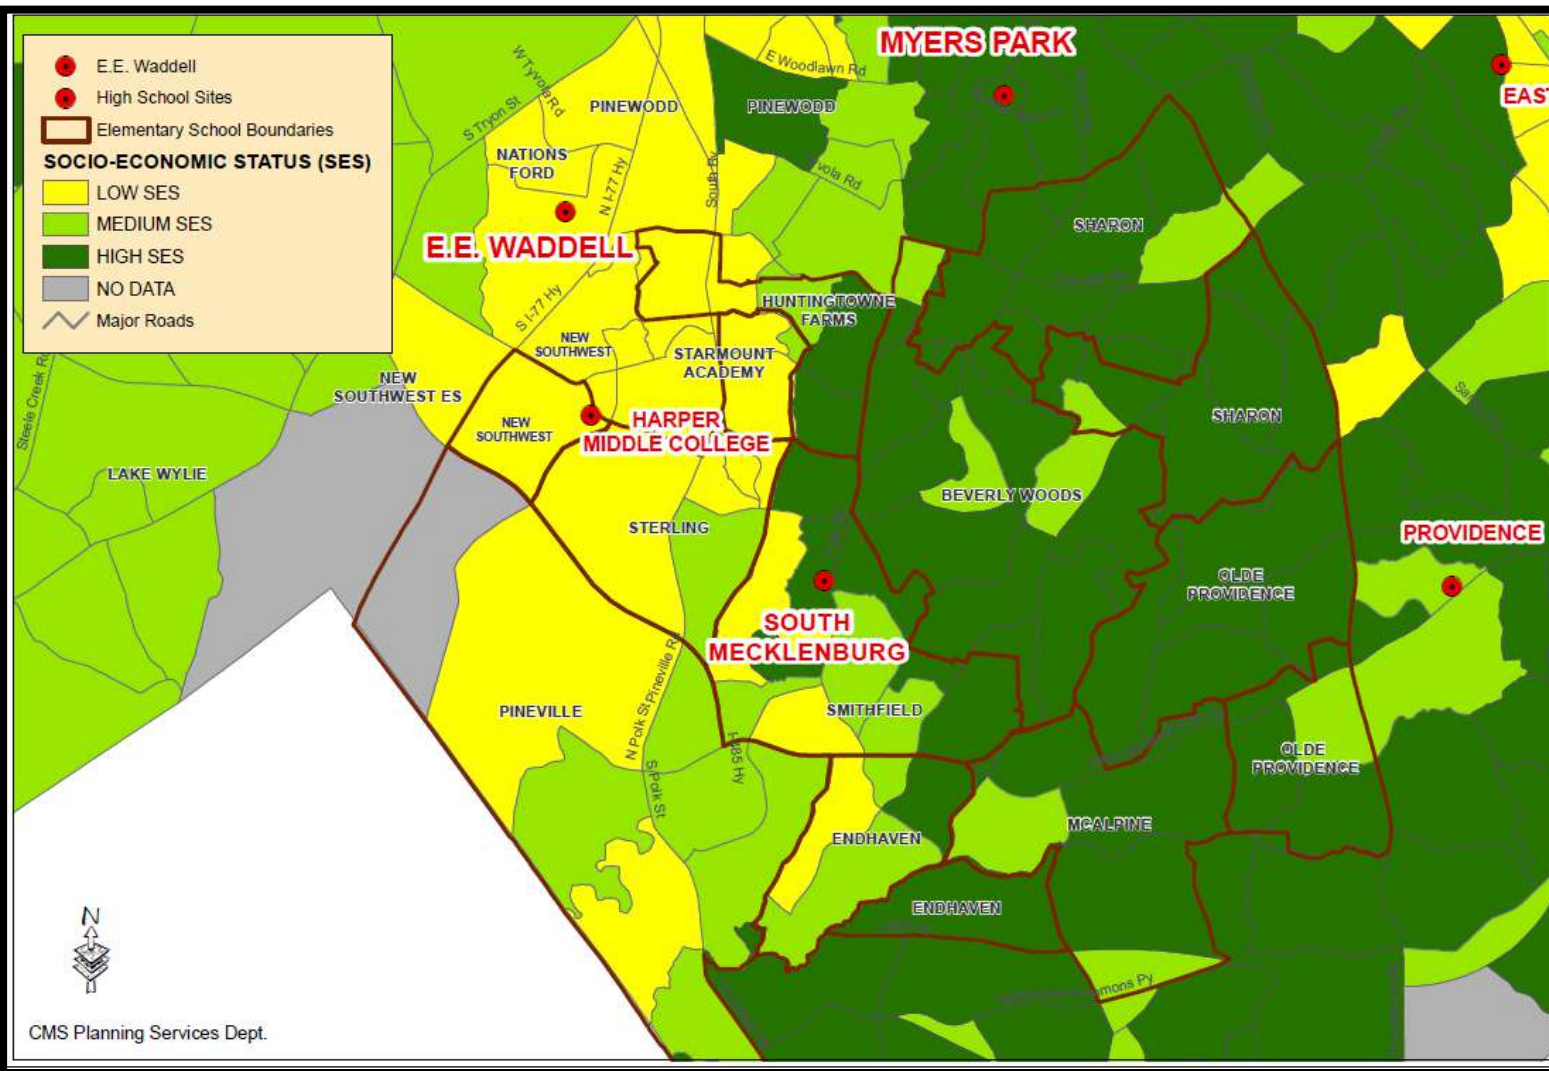 E.E. Waddell
High School Sites
Elementary School Boundaries
SOCIO-ECONOMIC STATUS (SES)
LOW SES
MEDIUM SES
HIGH SES
NO DATA
Major Roads
MYERS PARK
E Woodlawn Rd
W Tyvola Rd
EAST
PINEWODD
PINEWODD
S Tryon St
NATIONS
FORD
N I-77 Hy
South Bv
vola Rd
SHARON
E.E. WADDELL
S I-77 Hy
HUNTINGTOWNE
FARMS
NEW
SOUTHWEST
STARMOUNT
ACADEMY
Steele Creek Rd
NEW
SOUTHWEST ES
NEW
SOUTHWEST
HARPER
MIDDLE COLLEGE
SHARON
LAKE WYLIE
BEVERLY WOODS
STERLING
PROVIDENCE
OLDE
PROVIDENCE
SOUTH
MECKLENBURG
N Polk St
Pineville Rd
PINEVILLE
SMITHFIELD
I-485 Hy
S Polk St
OLDE
PROVIDENCE
MCALPINE
ENDHAVEN
ENDHAVEN
N
mmons Py
CMS Planning Services Dept.